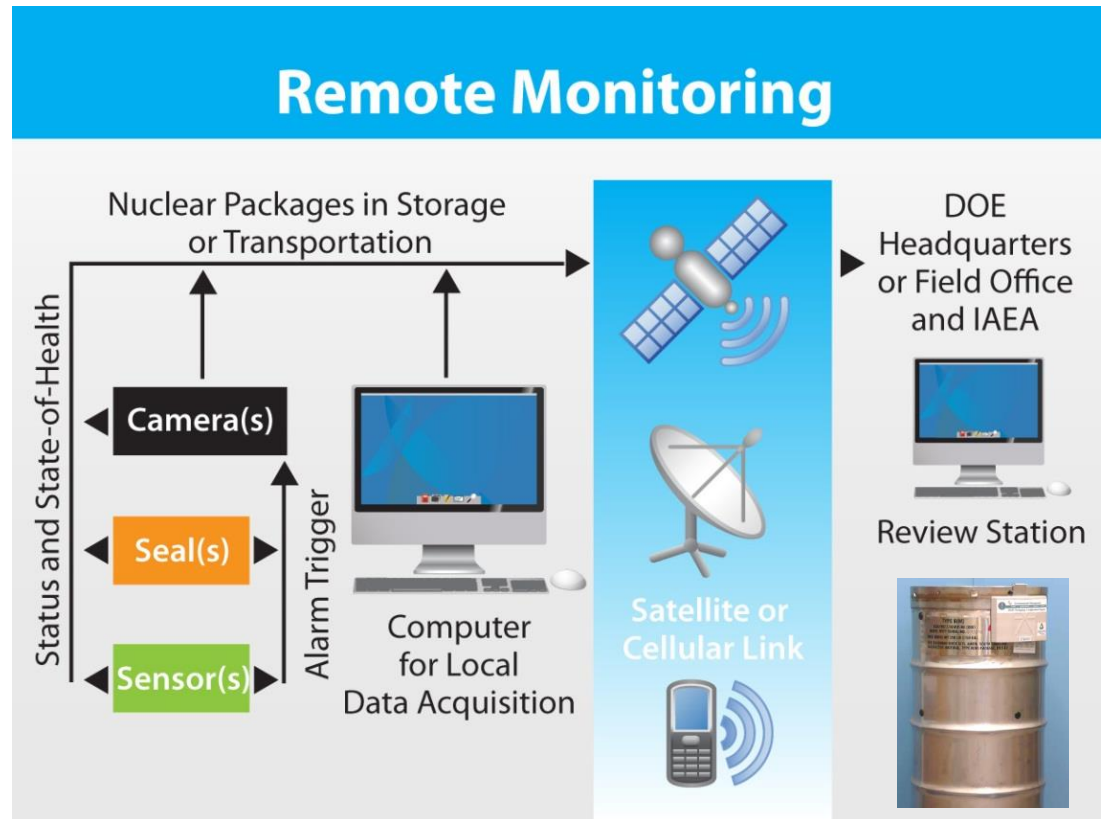 Remote Monitoring
Nuclear Packages in Storage
or Transportation
Status and State-of-Health
Camera(s)
Seal(s)
Sensor(s)
Alarm Trigger
Computer
for Local
Data Acquisition
Satellite or
Cellular Link
DOE
Headquarters
or Field Office
and IAEA
Review Station